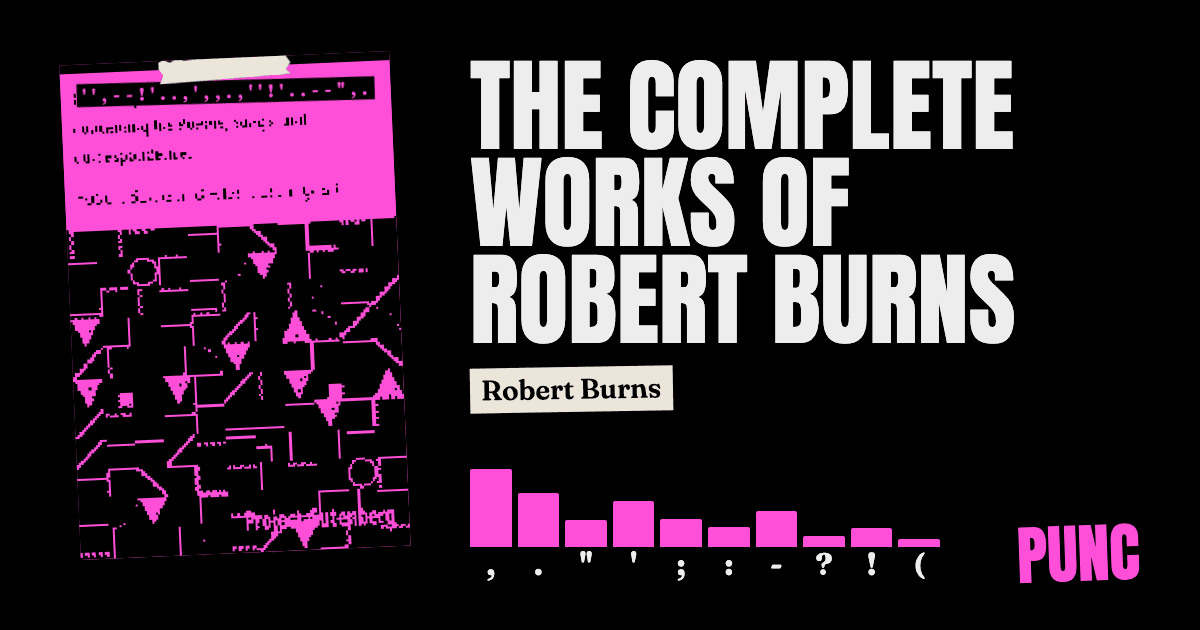 '',--!'..,',,.,''!'..--",.
Project Gutenberg
THE COMPLETE
WORKS OF
ROBERT BURNS
Robert Burns
, . " ' ; : - ? ! (
PUNC